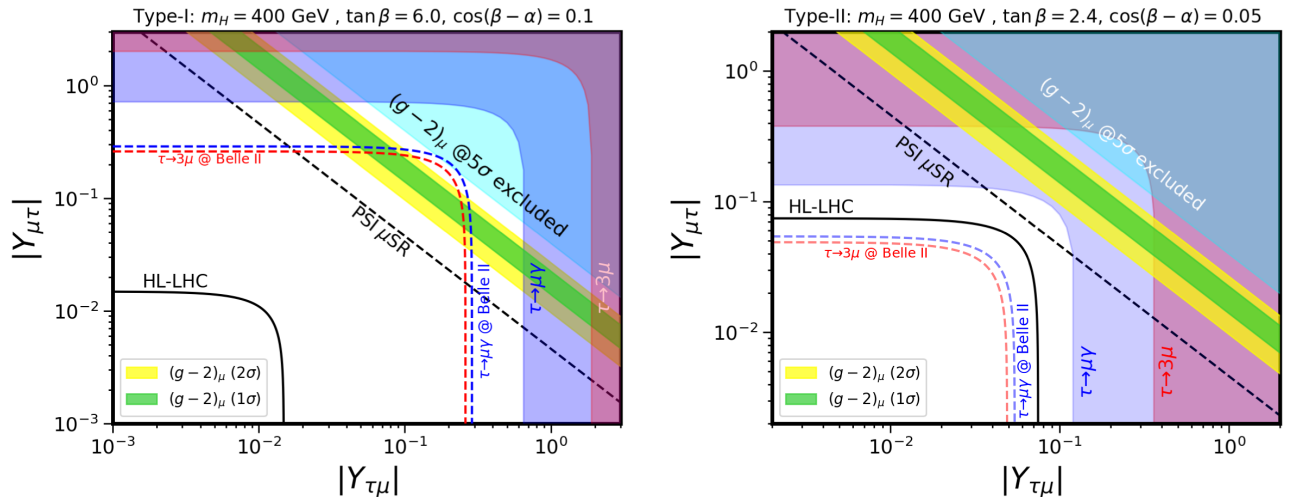 Type-I: m_H = 400 GeV , tan β = 6.0, cos(β − α) = 0.1
|Y_μτ|
10^0
10^−1
10^−2
10^−3
(g − 2)_μ @5σ excluded
τ→3μ @ Belle II
PSI μSR
HL-LHC
τ→μγ @ Belle II
τ→μγ
τ→3μ
(g − 2)_μ (2σ)
(g − 2)_μ (1σ)
10^−3
10^−2
10^−1
10^0
|Y_τμ|
Type-II: m_H = 400 GeV , tan β = 2.4, cos(β − α) = 0.05
|Y_μτ|
10^0
10^−1
10^−2
(g − 2)_μ @5σ excluded
PSI μSR
HL-LHC
τ→3μ @ Belle II
τ→μγ @ Belle II
τ→μγ
τ→3μ
(g − 2)_μ (2σ)
(g − 2)_μ (1σ)
10^−2
10^−1
10^0
|Y_τμ|